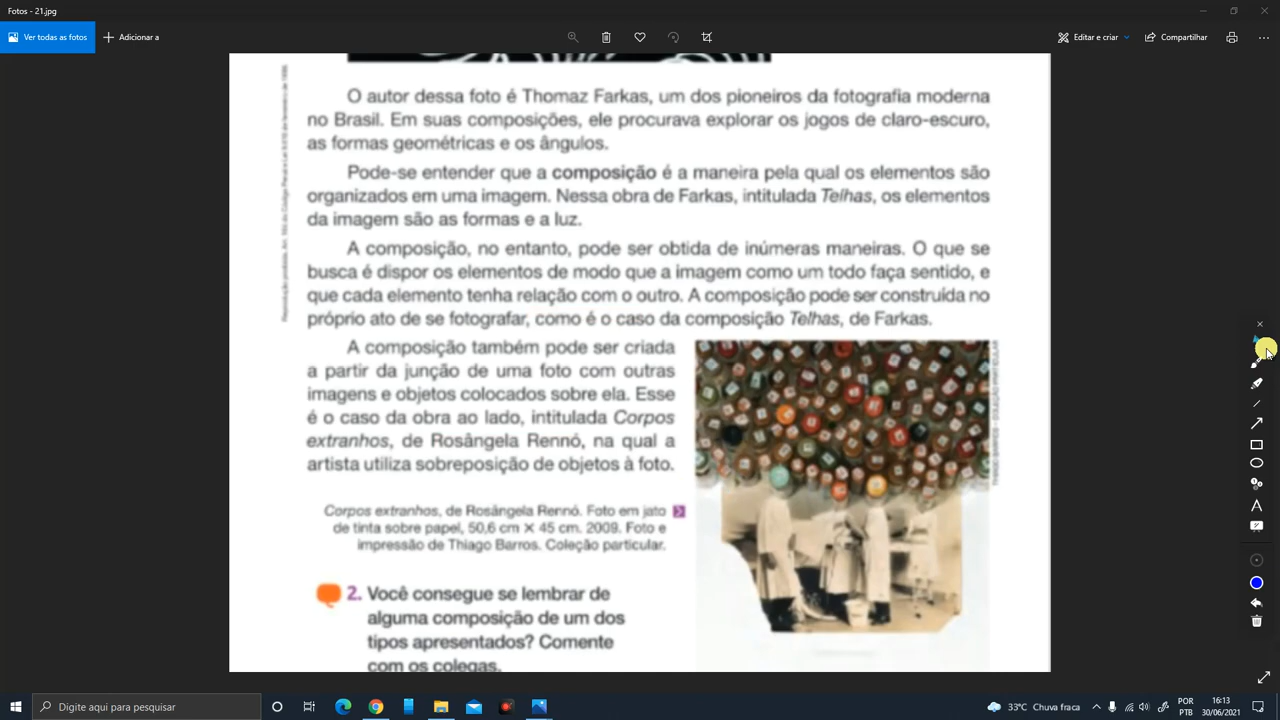 Fotos - 21.jpg
Ver todas as fotos
Adicionar a
Editar e criar
Compartilhar
O autor dessa foto é Thomaz Farkas, um dos pioneiros da fotografia moderna
no Brasil. Em suas composições, ele procurava explorar os jogos de claro-escuro,
as formas geométricas e os ângulos.
Pode-se entender que a composição é a maneira pela qual os elementos são
organizados em uma imagem. Nessa obra de Farkas, intitulada Telhas, os elementos
da imagem são as formas e a luz.
A composição, no entanto, pode ser obtida de inúmeras maneiras. O que se
busca é dispor os elementos de modo que a imagem como um todo faça sentido, e
que cada elemento tenha relação com o outro. A composição pode ser construída no
próprio ato de se fotografar, como é o caso da composição Telhas, de Farkas.
A composição também pode ser criada
a partir da junção de uma foto com outras
imagens e objetos colocados sobre ela. Esse
é o caso da obra ao lado, intitulada Corpos
extranhos, de Rosângela Rennó, na qual a
artista utiliza sobreposição de objetos à foto.
Corpos extranhos, de Rosângela Rennó. Foto em jato
de tinta sobre papel, 50,6 cm X 45 cm. 2009. Foto e
impressão de Thiago Barros. Coleção particular.
2. Você consegue se lembrar de
alguma composição de um dos
tipos apresentados? Comente
com os colegas.
Digite aqui para pesquisar
33°C Chuva fraca
POR
PTB
16:13
30/06/2021